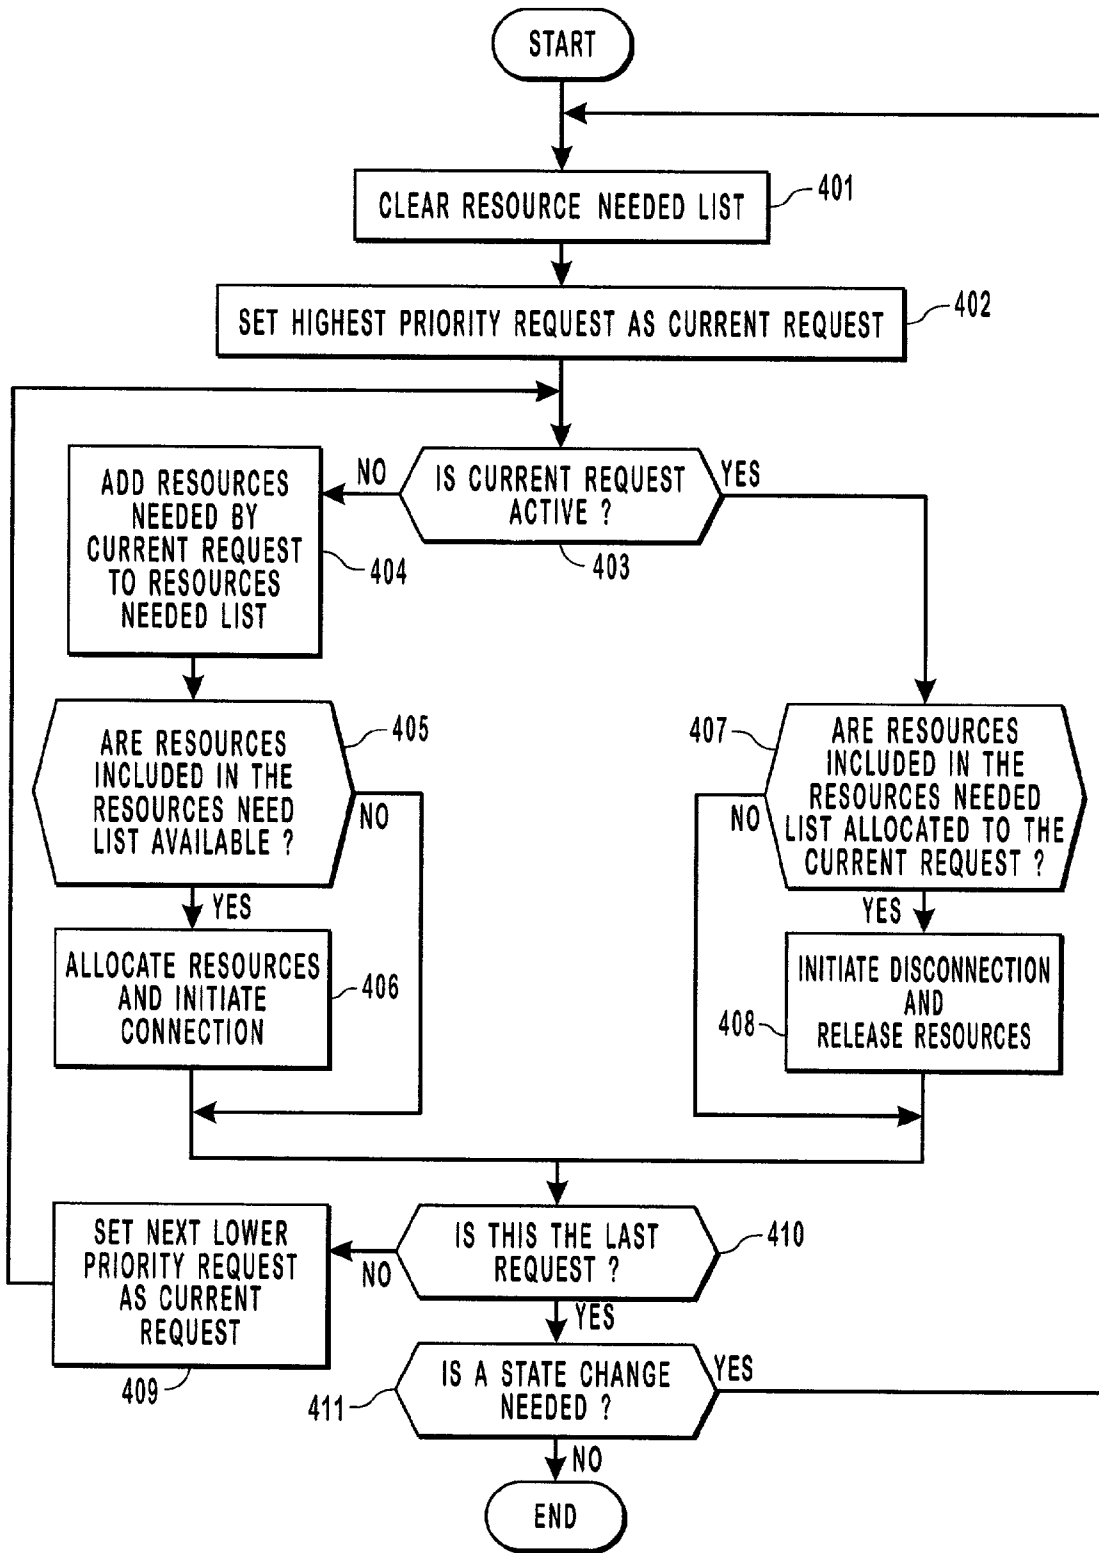 START
CLEAR RESOURCE NEEDED LIST
401
SET HIGHEST PRIORITY REQUEST AS CURRENT REQUEST
402
IS CURRENT REQUEST
ACTIVE ?
403
NO
YES
ADD RESOURCES
NEEDED BY
CURRENT REQUEST
TO RESOURCES
NEEDED LIST
404
ARE RESOURCES
INCLUDED IN THE
RESOURCES NEED
LIST AVAILABLE ?
405
NO
YES
ALLOCATE RESOURCES
AND INITIATE
CONNECTION
406
407
ARE RESOURCES
INCLUDED IN THE
RESOURCES NEEDED
LIST ALLOCATED TO THE
CURRENT REQUEST ?
NO
YES
INITIATE DISCONNECTION
AND
RELEASE RESOURCES
408
IS THIS THE LAST
REQUEST ?
410
NO
YES
SET NEXT LOWER
PRIORITY REQUEST
AS CURRENT
REQUEST
409
IS A STATE CHANGE
NEEDED ?
411
YES
NO
END